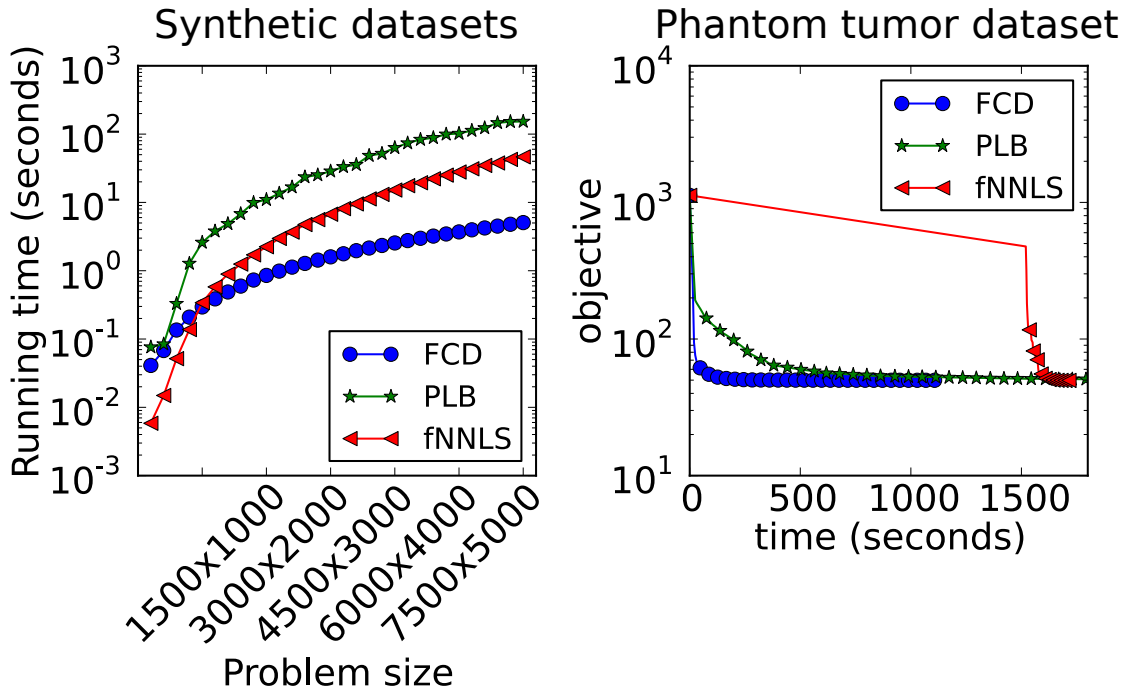 Synthetic datasets
Running time (seconds)
10^3
10^2
10^1
10^0
10^-1
10^-2
10^-3
FCD
PLB
fNNLS
1500x1000
3000x2000
4500x3000
6000x4000
7500x5000
Problem size
Phantom tumor dataset
objective
10^4
10^3
10^2
10^1
FCD
PLB
fNNLS
0
500
1000
1500
time (seconds)